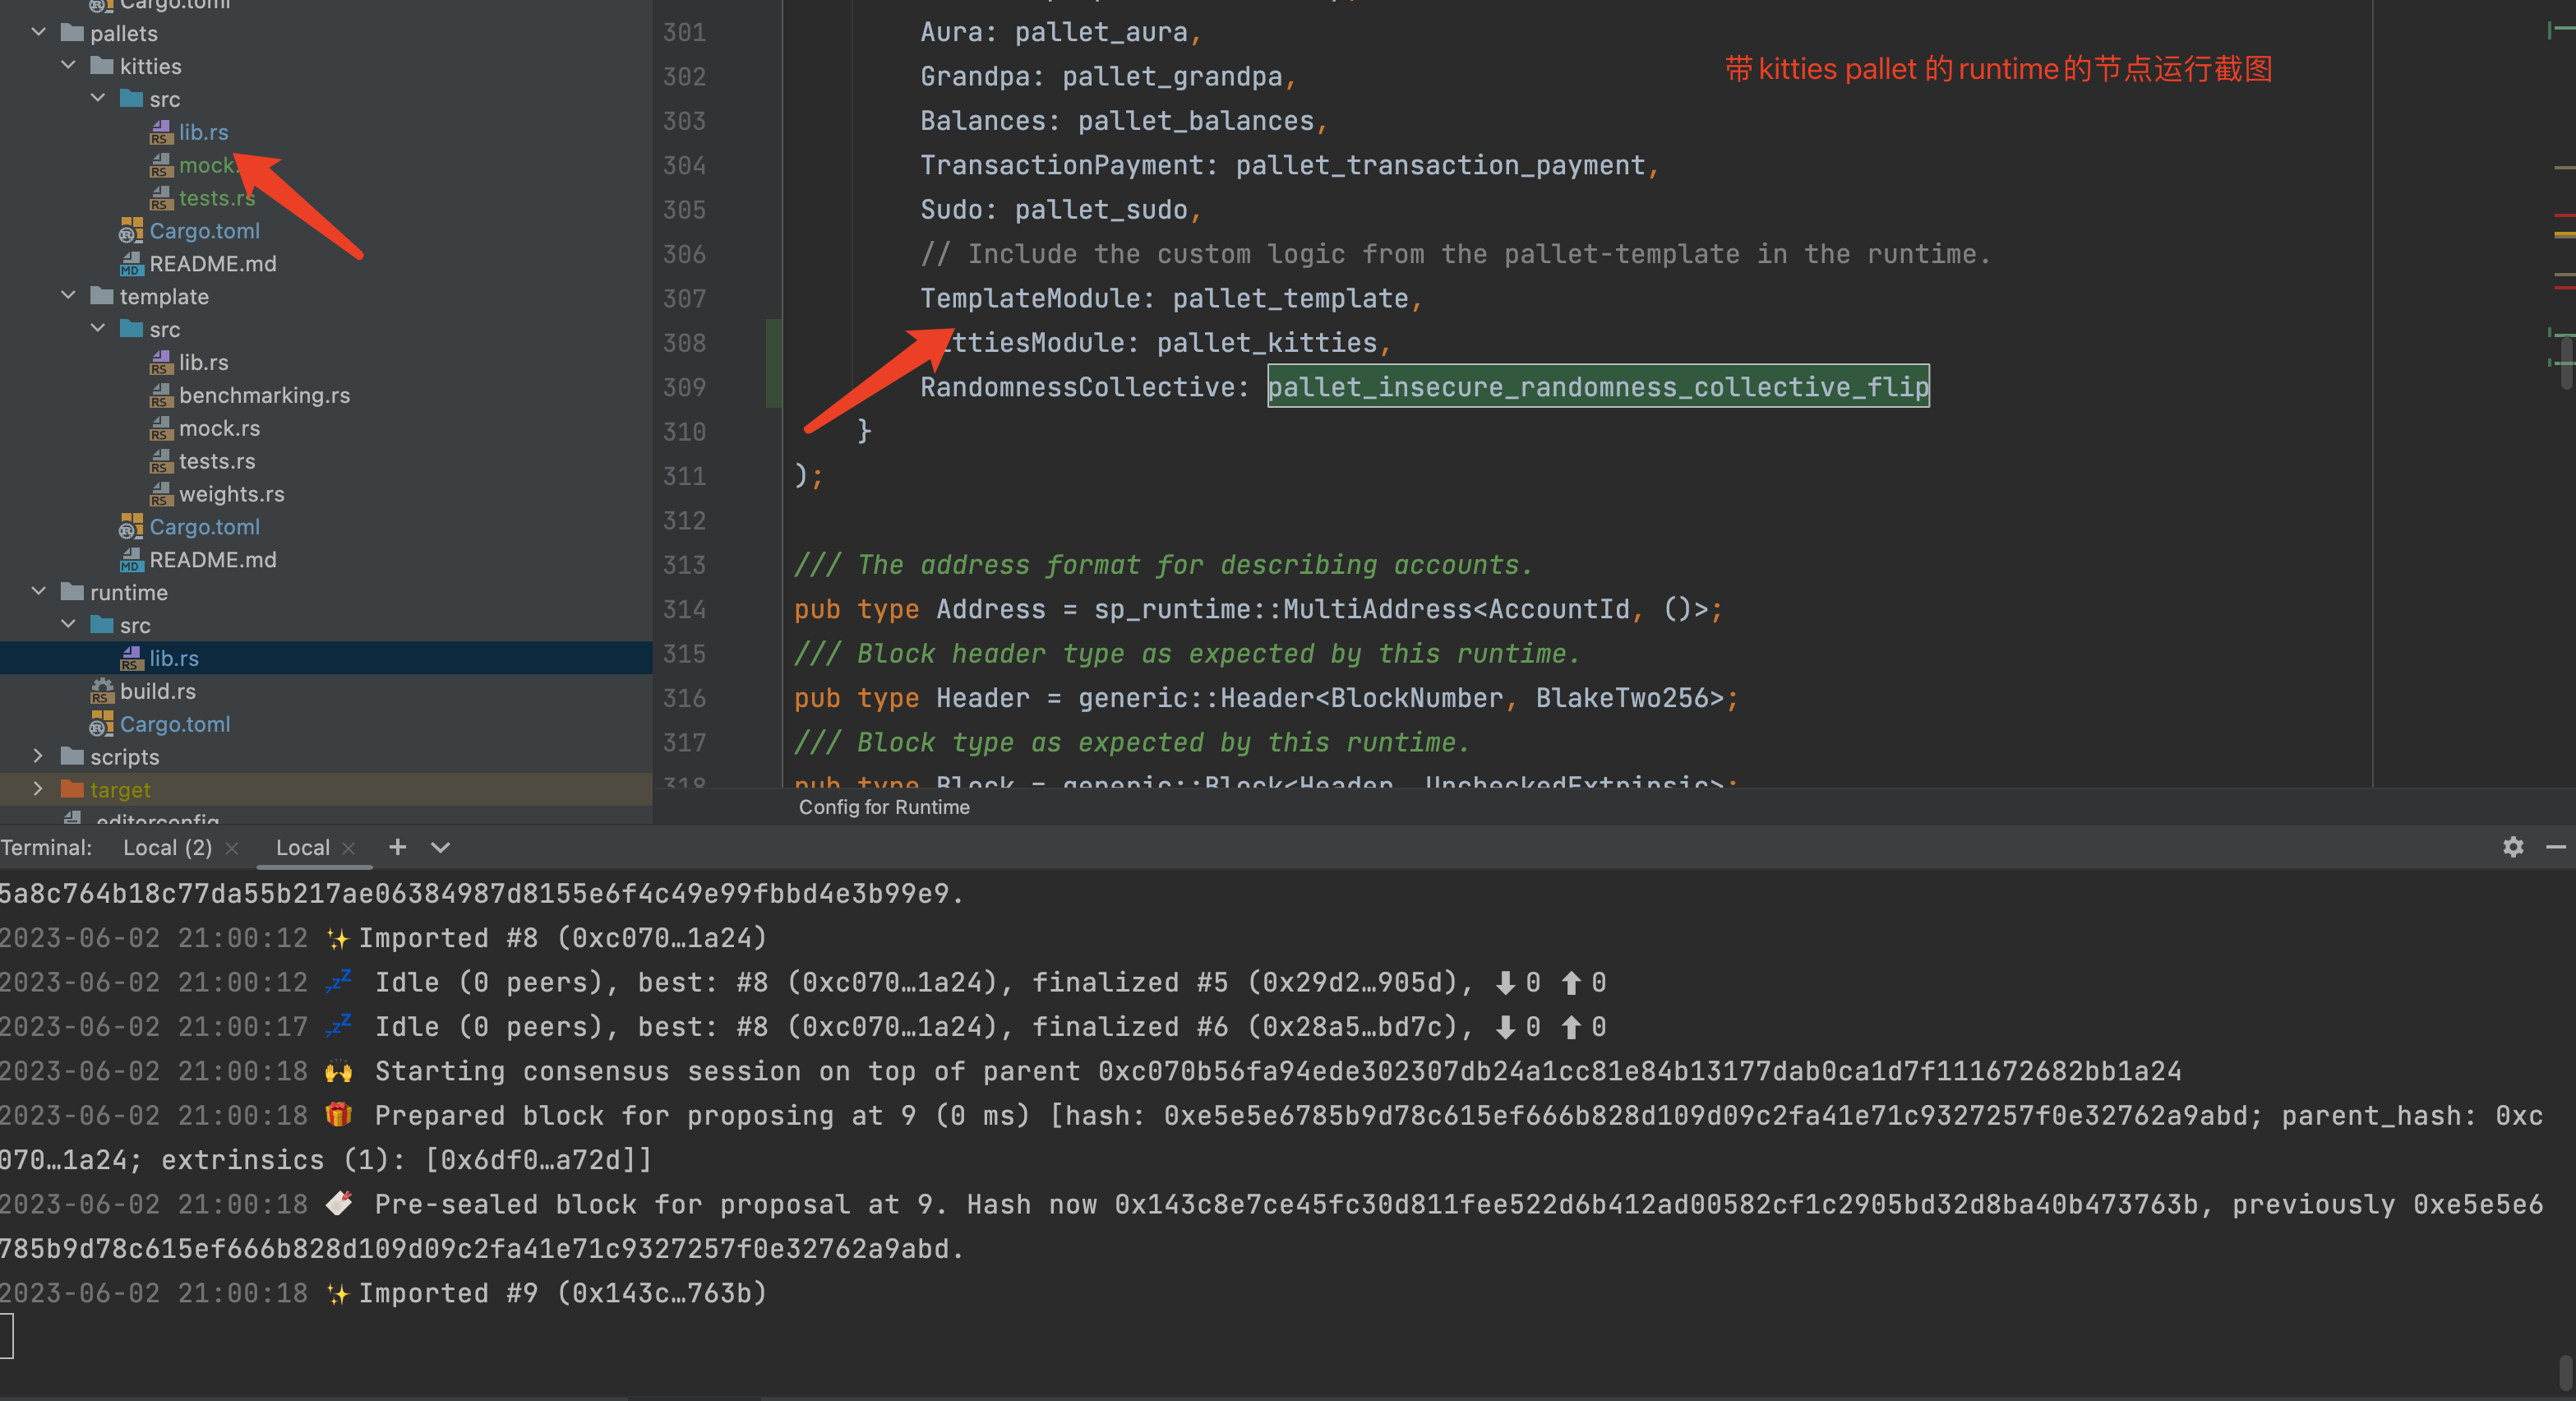 Cargo.toml
pallets
kitties
src
lib.rs
mock.
tests.rs
Cargo.toml
README.md
template
src
lib.rs
benchmarking.rs
mock.rs
tests.rs
weights.rs
Cargo.toml
README.md
runtime
src
lib.rs
build.rs
Cargo.toml
scripts
target
.editorconfig
带kitties pallet 的runtime的节点运行截图
301 Aura: pallet_aura,
302 Grandpa: pallet_grandpa,
303 Balances: pallet_balances,
304 TransactionPayment: pallet_transaction_payment,
305 Sudo: pallet_sudo,
306 // Include the custom logic from the pallet-template in the runtime.
307 TemplateModule: pallet_template,
308 ttiesModule: pallet_kitties,
309 RandomnessCollective: pallet_insecure_randomness_collective_flip
310 }
311 );
312
313 /// The address format for describing accounts.
314 pub type Address = sp_runtime::MultiAddress<AccountId, ()>;
315 /// Block header type as expected by this runtime.
316 pub type Header = generic::Header<BlockNumber, BlakeTwo256>;
317 /// Block type as expected by this runtime.
318 pub type Block = generic::Block<Header, UncheckedExtrinsic>;
Config for Runtime
Terminal: Local (2) × Local × +
5a8c764b18c77da55b217ae06384987d8155e6f4c49e99fbbd4e3b99e9.
2023-06-02 21:00:12 ✨ Imported #8 (0xc070…1a24)
2023-06-02 21:00:12 💤 Idle (0 peers), best: #8 (0xc070…1a24), finalized #5 (0x29d2…905d), ⬇ 0 ⬆ 0
2023-06-02 21:00:17 💤 Idle (0 peers), best: #8 (0xc070…1a24), finalized #6 (0x28a5…bd7c), ⬇ 0 ⬆ 0
2023-06-02 21:00:18 🙌 Starting consensus session on top of parent 0xc070b56fa94ede302307db24a1cc81e84b13177dab0ca1d7f111672682bb1a24
2023-06-02 21:00:18 🎁 Prepared block for proposing at 9 (0 ms) [hash: 0xe5e5e6785b9d78c615ef666b828d109d09c2fa41e71c9327257f0e32762a9abd; parent_hash: 0xc
070…1a24; extrinsics (1): [0x6df0…a72d]]
2023-06-02 21:00:18 🔖 Pre-sealed block for proposal at 9. Hash now 0x143c8e7ce45fc30d811fee522d6b412ad00582cf1c2905bd32d8ba40b473763b, previously 0xe5e5e6
785b9d78c615ef666b828d109d09c2fa41e71c9327257f0e32762a9abd.
2023-06-02 21:00:18 ✨ Imported #9 (0x143c…763b)